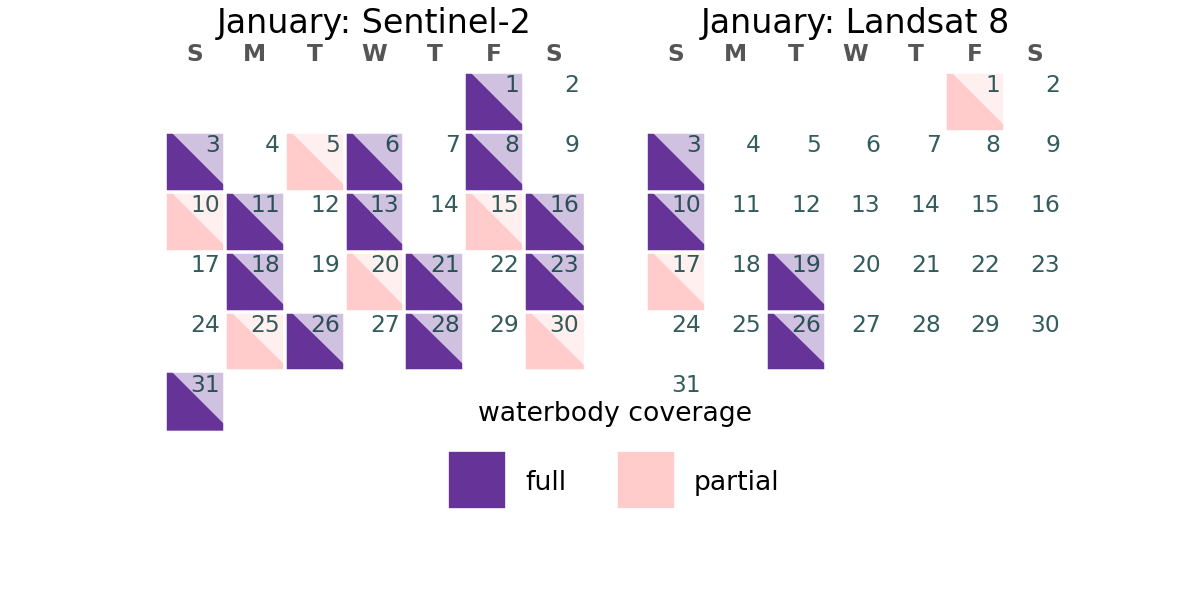 January: Sentinel-2
S M T W T F S
1 2
3 4 5 6 7 8 9
10 11 12 13 14 15 16
17 18 19 20 21 22 23
24 25 26 27 28 29 30
31
January: Landsat 8
S M T W T F S
1 2
3 4 5 6 7 8 9
10 11 12 13 14 15 16
17 18 19 20 21 22 23
24 25 26 27 28 29 30
31
waterbody coverage
full partial